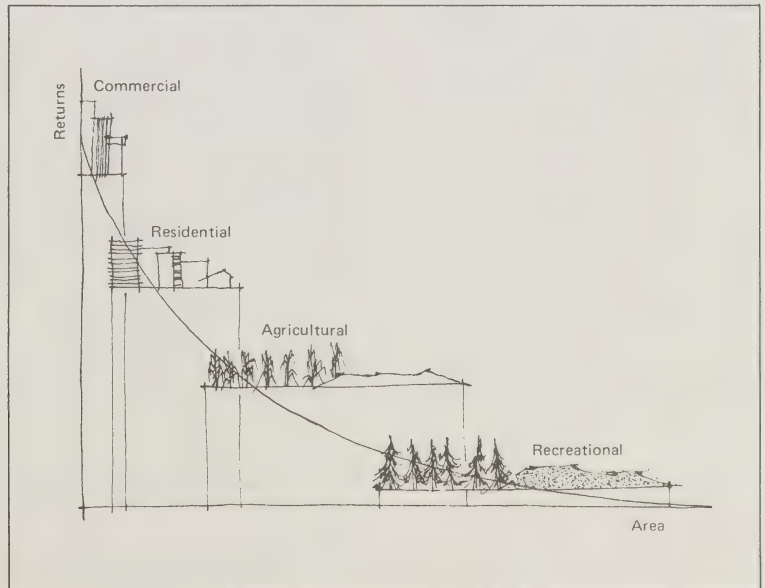 Commercial
Returns
Residential
Agricultural
Recreational
Area